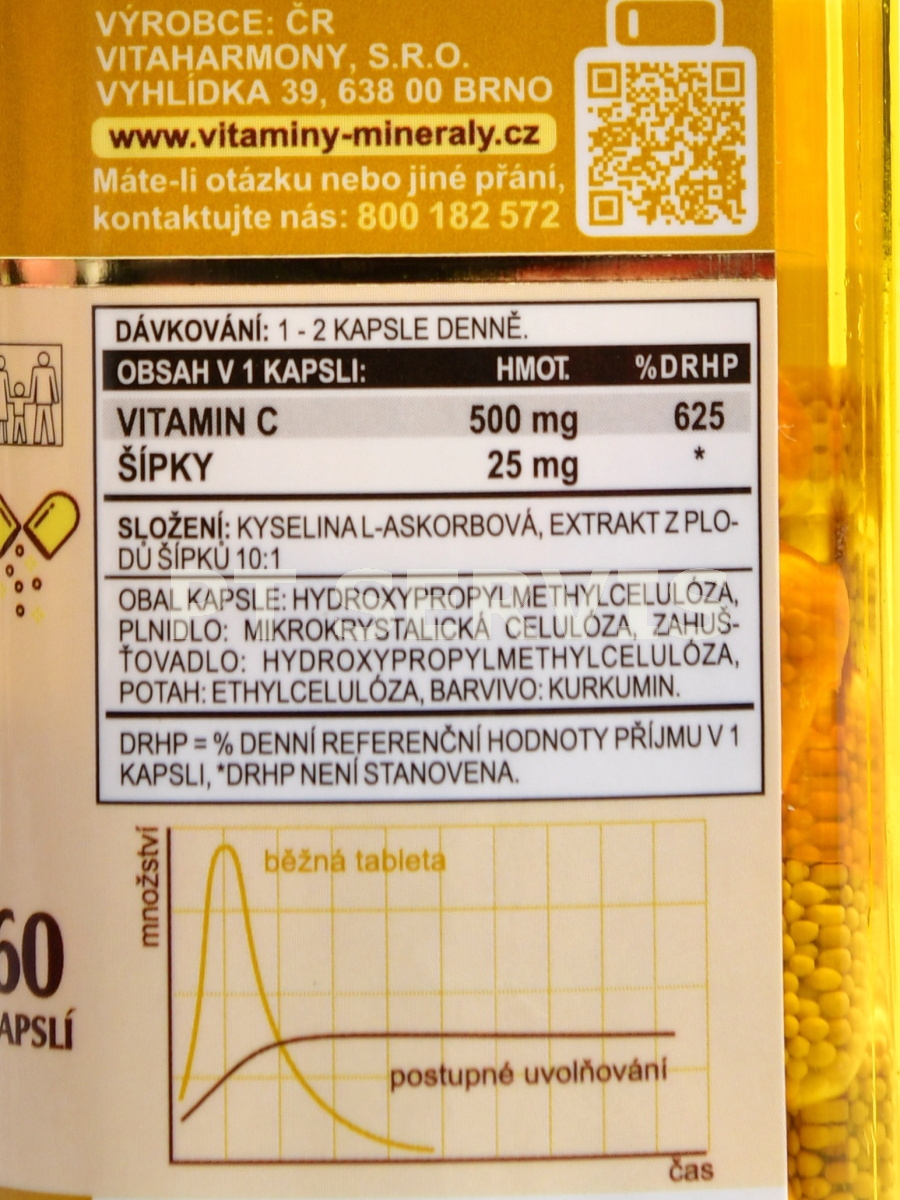 VÝROBCE: ČR
VITAHARMONY, S.R.O.
VYHLÍDKA 39, 638 00 BRNO
www.vitaminy-mineraly.cz
Máte-li otázku nebo jiné přání,
kontaktujte nás: 800 182 572
DÁVKOVÁNÍ: 1 - 2 KAPSLE DENNĚ.
OBSAH V 1 KAPSLI: HMOT. %DRHP
VITAMIN C 500 mg 625
ŠÍPKY 25 mg *
SLOŽENÍ: KYSELINA L-ASKORBOVÁ, EXTRAKT Z PLO-
DŮ ŠÍPKŮ 10:1
OBAL KAPSLE: HYDROXYPROPYLMETHYLCELULÓZA,
PLNIDLO: MIKROKRYSTALICKÁ CELULÓZA, ZAHUŠ-
ŤOVADLO: HYDROXYPROPYLMETHYLCELULÓZA,
POTAH: ETHYLCELULÓZA, BARVIVO: KURKUMIN.
DRHP = % DENNÍ REFERENČNÍ HODNOTY PŘÍJMU V 1
KAPSLI, *DRHP NENÍ STANOVENA.
množství
běžná tableta
postupné uvolňování
čas
60
APSLÍ
RT SERVIS